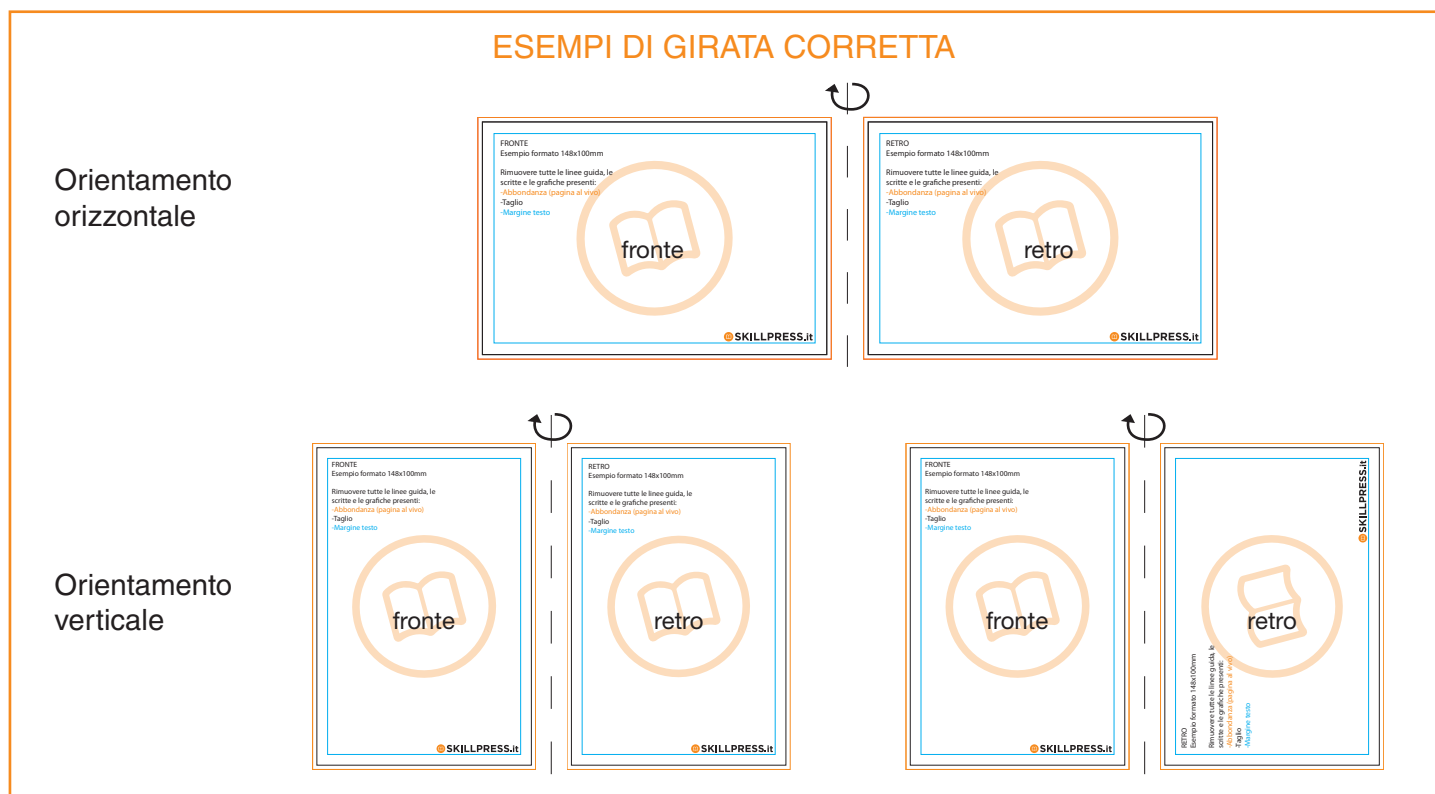 ESEMPI DI GIRATA CORRETTA
Orientamento
orizzontale
FRONTE
Esempio formato 148x100mm
Rimuovere tutte le linee guida, le
scritte e le grafiche presenti:
-Abbondanza (pagina al vivo)
-Taglio
-Margine testo
fronte
SKILLPRESS.it
RETRO
Esempio formato 148x100mm
Rimuovere tutte le linee guida, le
scritte e le grafiche presenti:
-Abbondanza (pagina al vivo)
-Taglio
-Margine testo
retro
SKILLPRESS.it
Orientamento
verticale
FRONTE
Esempio formato 148x100mm
Rimuovere tutte le linee guida, le
scritte e le grafiche presenti:
-Abbondanza (pagina al vivo)
-Taglio
-Margine testo
fronte
SKILLPRESS.it
RETRO
Esempio formato 148x100mm
Rimuovere tutte le linee guida, le
scritte e le grafiche presenti:
-Abbondanza (pagina al vivo)
-Taglio
-Margine testo
retro
SKILLPRESS.it
FRONTE
Esempio formato 148x100mm
Rimuovere tutte le linee guida, le
scritte e le grafiche presenti:
-Abbondanza (pagina al vivo)
-Taglio
-Margine testo
fronte
SKILLPRESS.it
RETRO
Esempio formato 148x100mm
Rimuovere tutte le linee guida, le
scritte e le grafiche presenti:
-Abbondanza (pagina al vivo)
-Taglio
-Margine testo
retro
SKILLPRESS.it